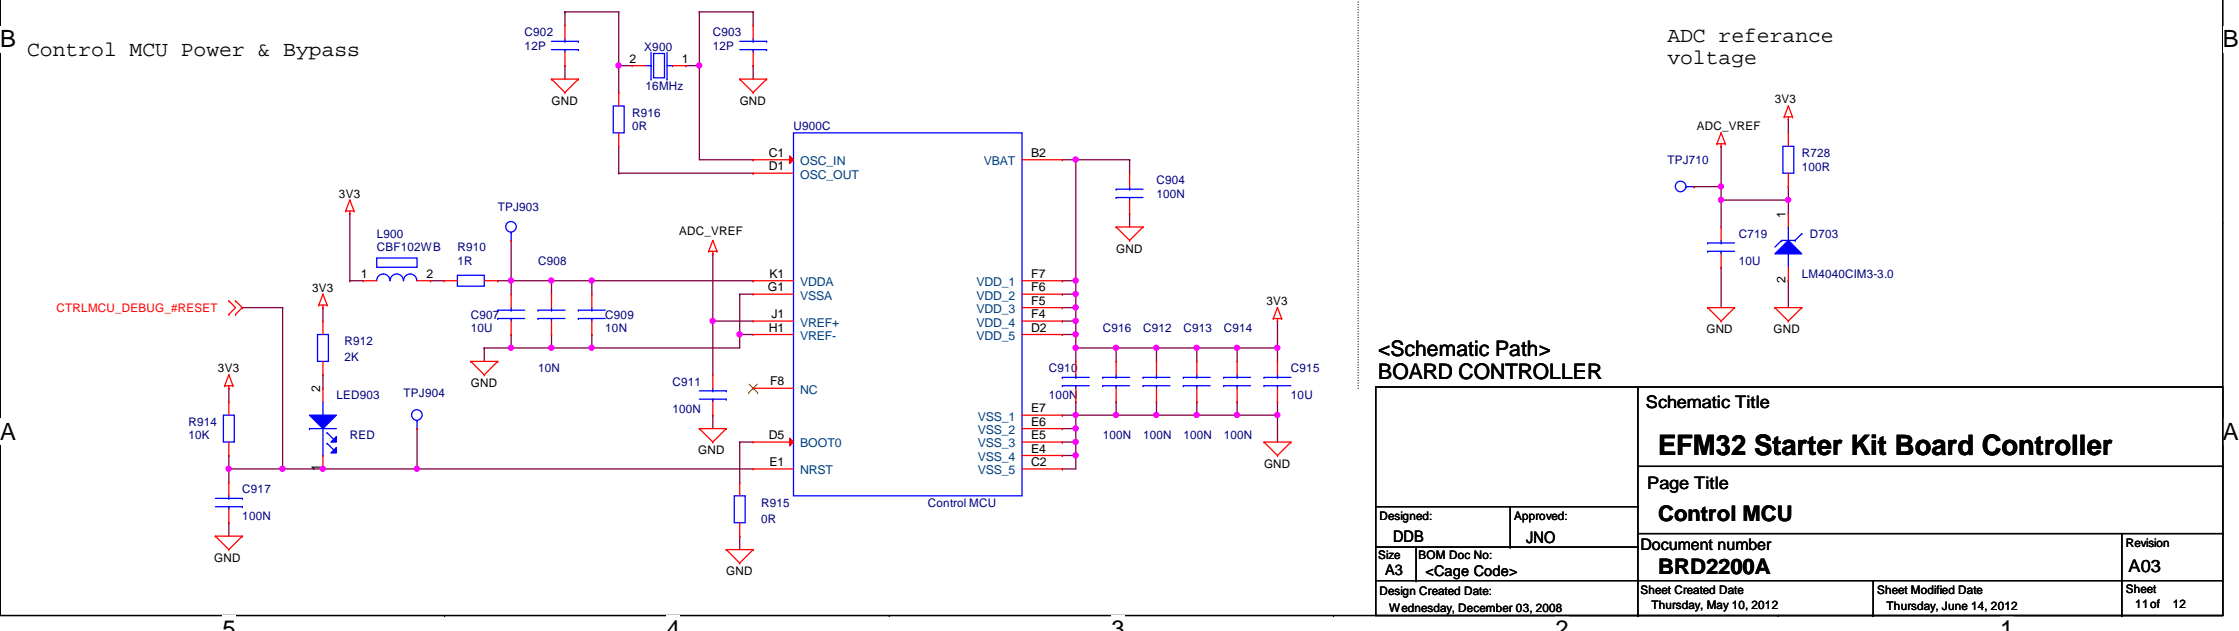 B
Control MCU Power & Bypass
C902
12P
GND
X900
2
1
16MHz
C903
12P
GND
R916
0R
U900C
C1
OSC_IN
D1
OSC_OUT
VBAT
B2
C904
100N
GND
3V3
L900
CBF102WB
1
2
R910
1R
TPJ903
C908
ADC_VREF
K1
VDDA
G1
VSSA
J1
VREF+
H1
VREF-
F8
NC
D5
BOOT0
E1
NRST
C907
10U
C909
10N
10N
GND
C911
100N
GND
CTRLMCU_DEBUG_#RESET
3V3
R912
2K
2
LED903
RED
1
TPJ904
3V3
R914
10K
C917
100N
GND
R915
0R
GND
VDD_1
F7
VDD_2
F6
VDD_3
F5
VDD_4
F4
VDD_5
D2
3V3
C916
C912
C913
C914
C910
100N
C915
10U
100N
100N
100N
100N
GND
VSS_1
E7
VSS_2
E6
VSS_3
E5
VSS_4
E4
VSS_5
C2
Control MCU
ADC referance
voltage
3V3
ADC_VREF
TPJ710
R728
100R
1
C719
10U
D703
LM4040CIM3-3.0
2
GND
GND
B
A
A
<Schematic Path>
BOARD CONTROLLER
Schematic Title
EFM32 Starter Kit Board Controller
Page Title
Control MCU
Designed:
DDB
Approved:
JNO
Size
A3
BOM Doc No:
<Cage Code>
Document number
BRD2200A
Revision
A03
Design Created Date:
Wednesday, December 03, 2008
Sheet Created Date
Thursday, May 10, 2012
Sheet Modified Date
Thursday, June 14, 2012
Sheet
11 of 12
5
4
3
2
1